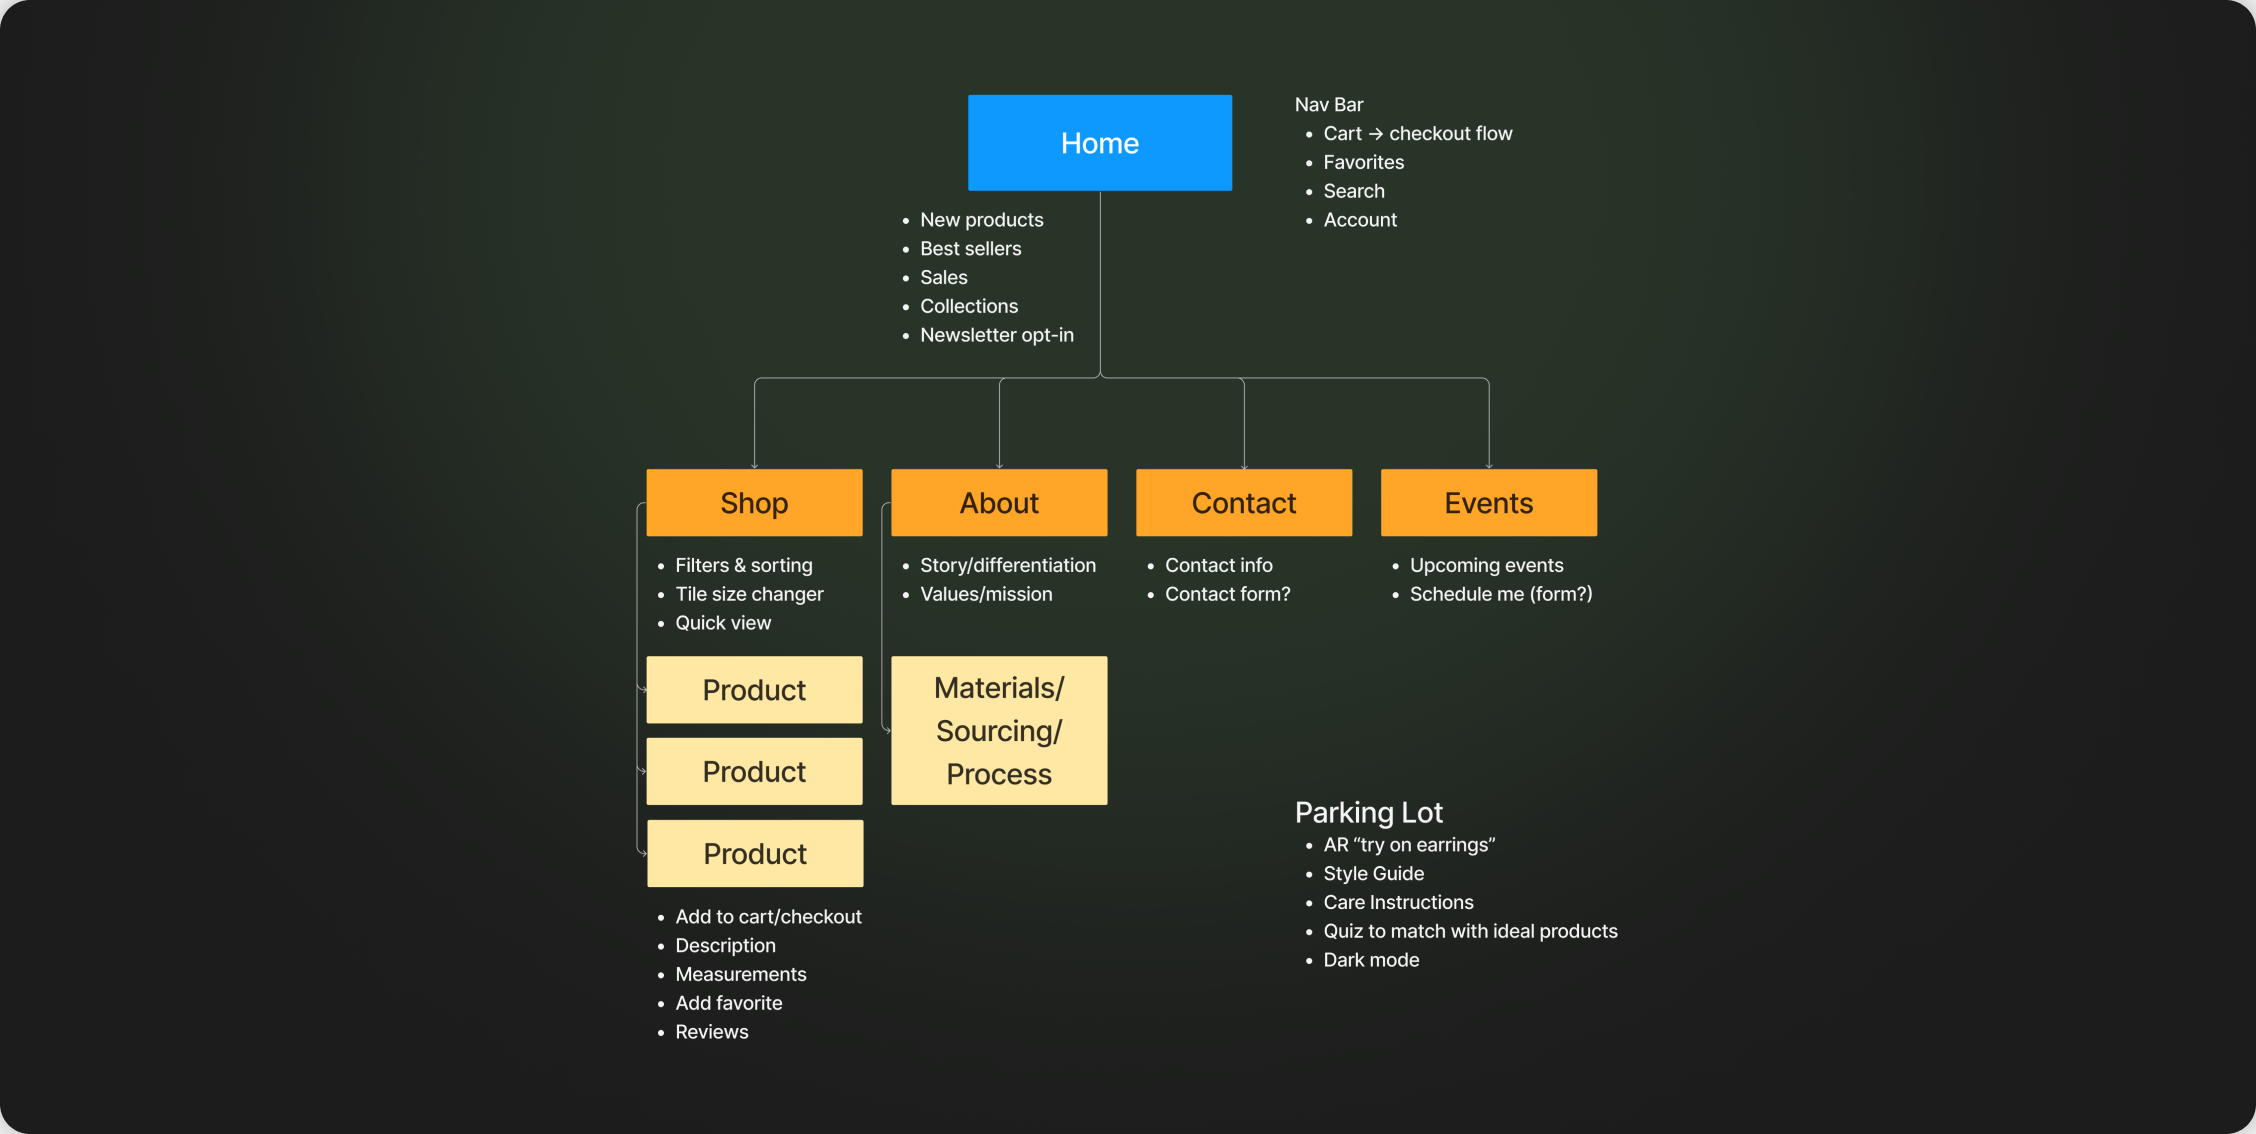 Home
Nav Bar
• Cart → checkout flow
• Favorites
• Search
• Account
• New products
• Best sellers
• Sales
• Collections
• Newsletter opt-in
Shop
• Filters & sorting
• Tile size changer
• Quick view
Product
Product
Product
• Add to cart/checkout
• Description
• Measurements
• Add favorite
• Reviews
About
• Story/differentiation
• Values/mission
Materials/
Sourcing/
Process
Contact
• Contact info
• Contact form?
Events
• Upcoming events
• Schedule me (form?)
Parking Lot
• AR “try on earrings”
• Style Guide
• Care Instructions
• Quiz to match with ideal products
• Dark mode